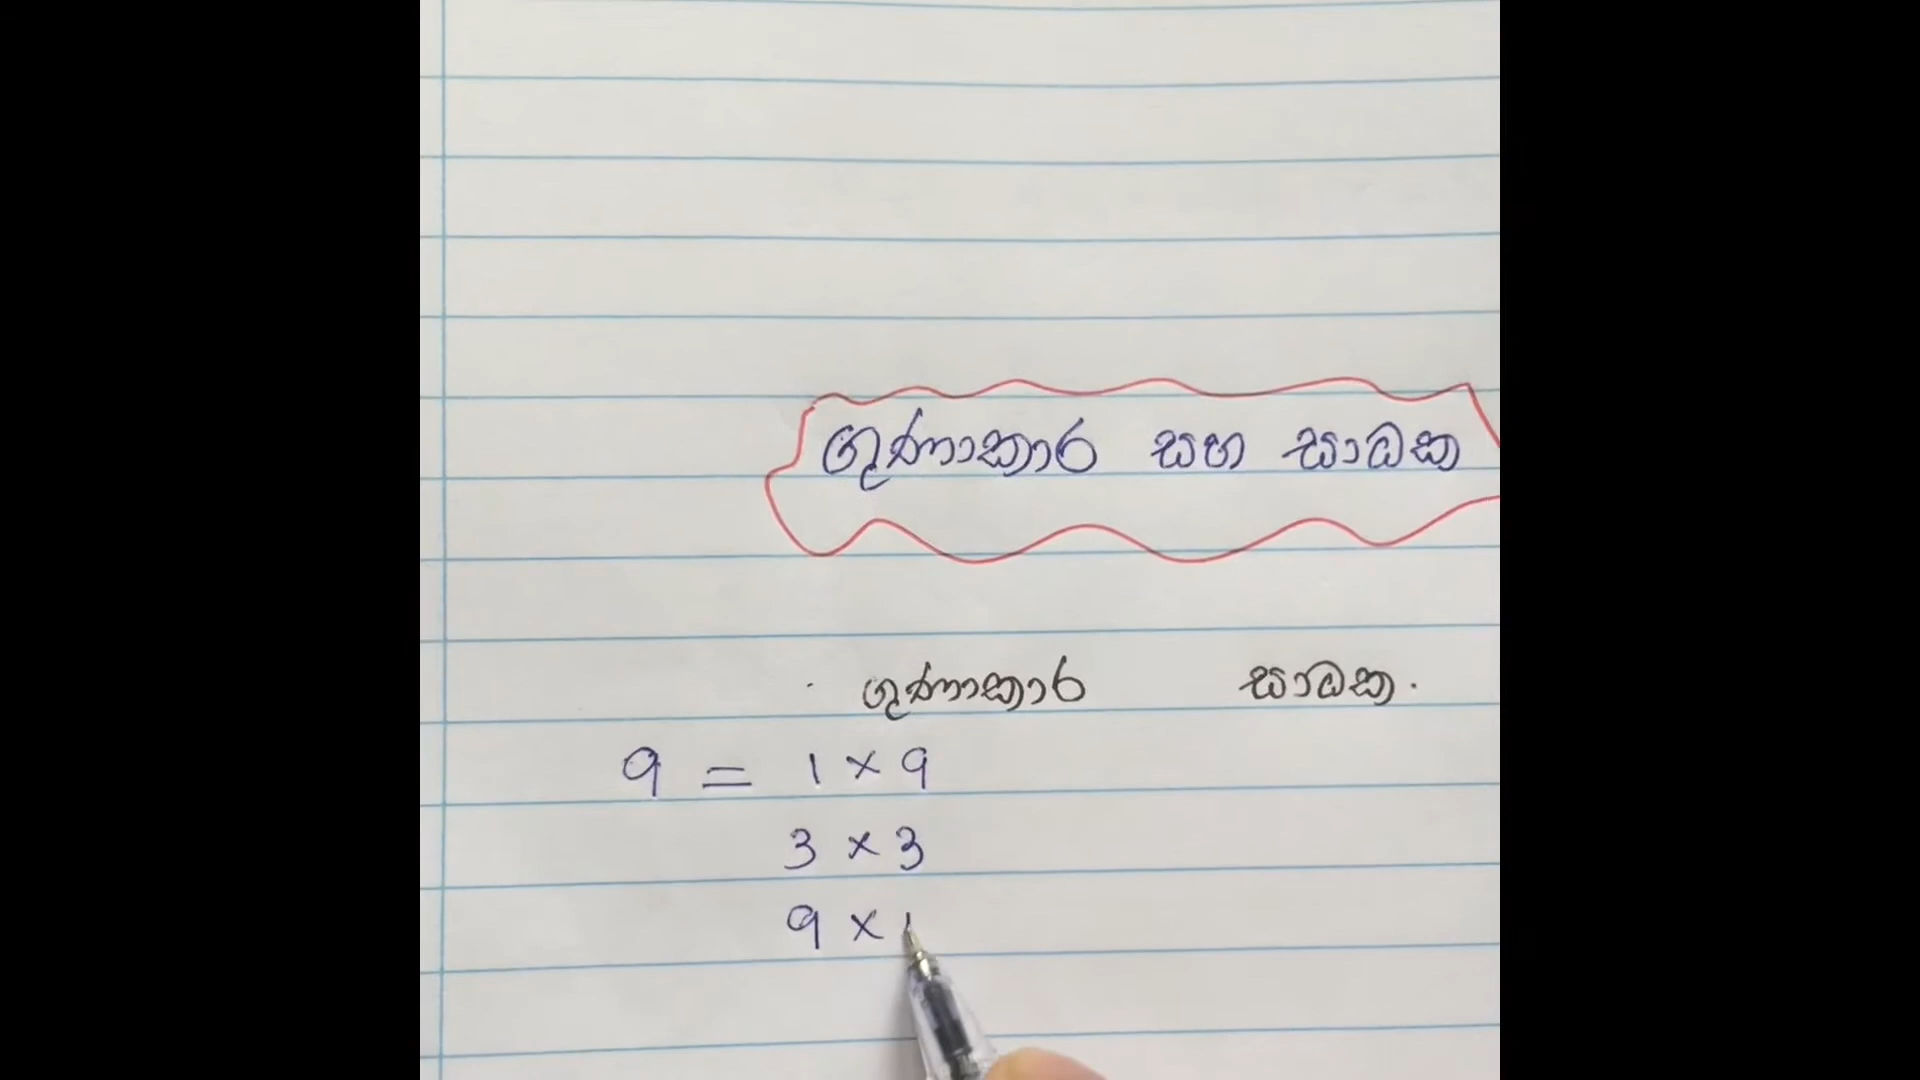 ගුණාකාර සහ සාධක
ගුණාකාර සාධක.
9 = 1 × 9
3 × 3
9 × 1